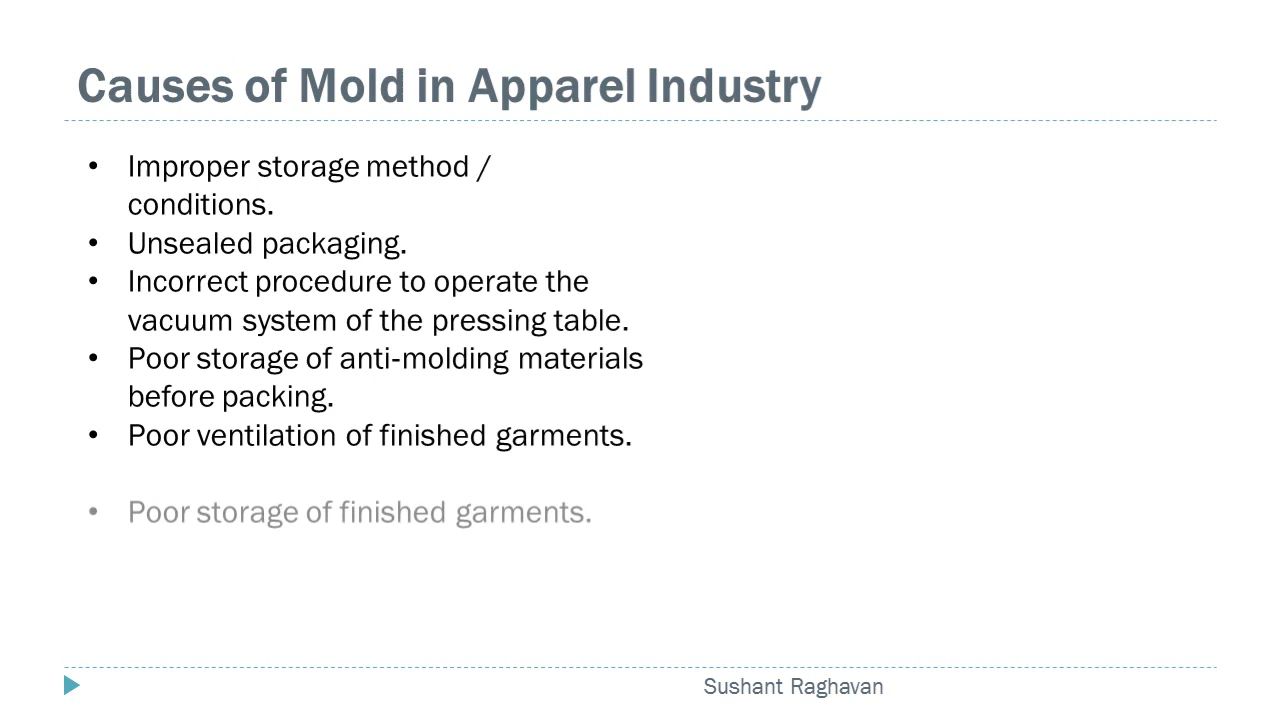 Causes of Mold in Apparel Industry
• Improper storage method /
conditions.
• Unsealed packaging.
• Incorrect procedure to operate the
vacuum system of the pressing table.
• Poor storage of anti-molding materials
before packing.
• Poor ventilation of finished garments.
• Poor storage of finished garments.
Sushant Raghavan